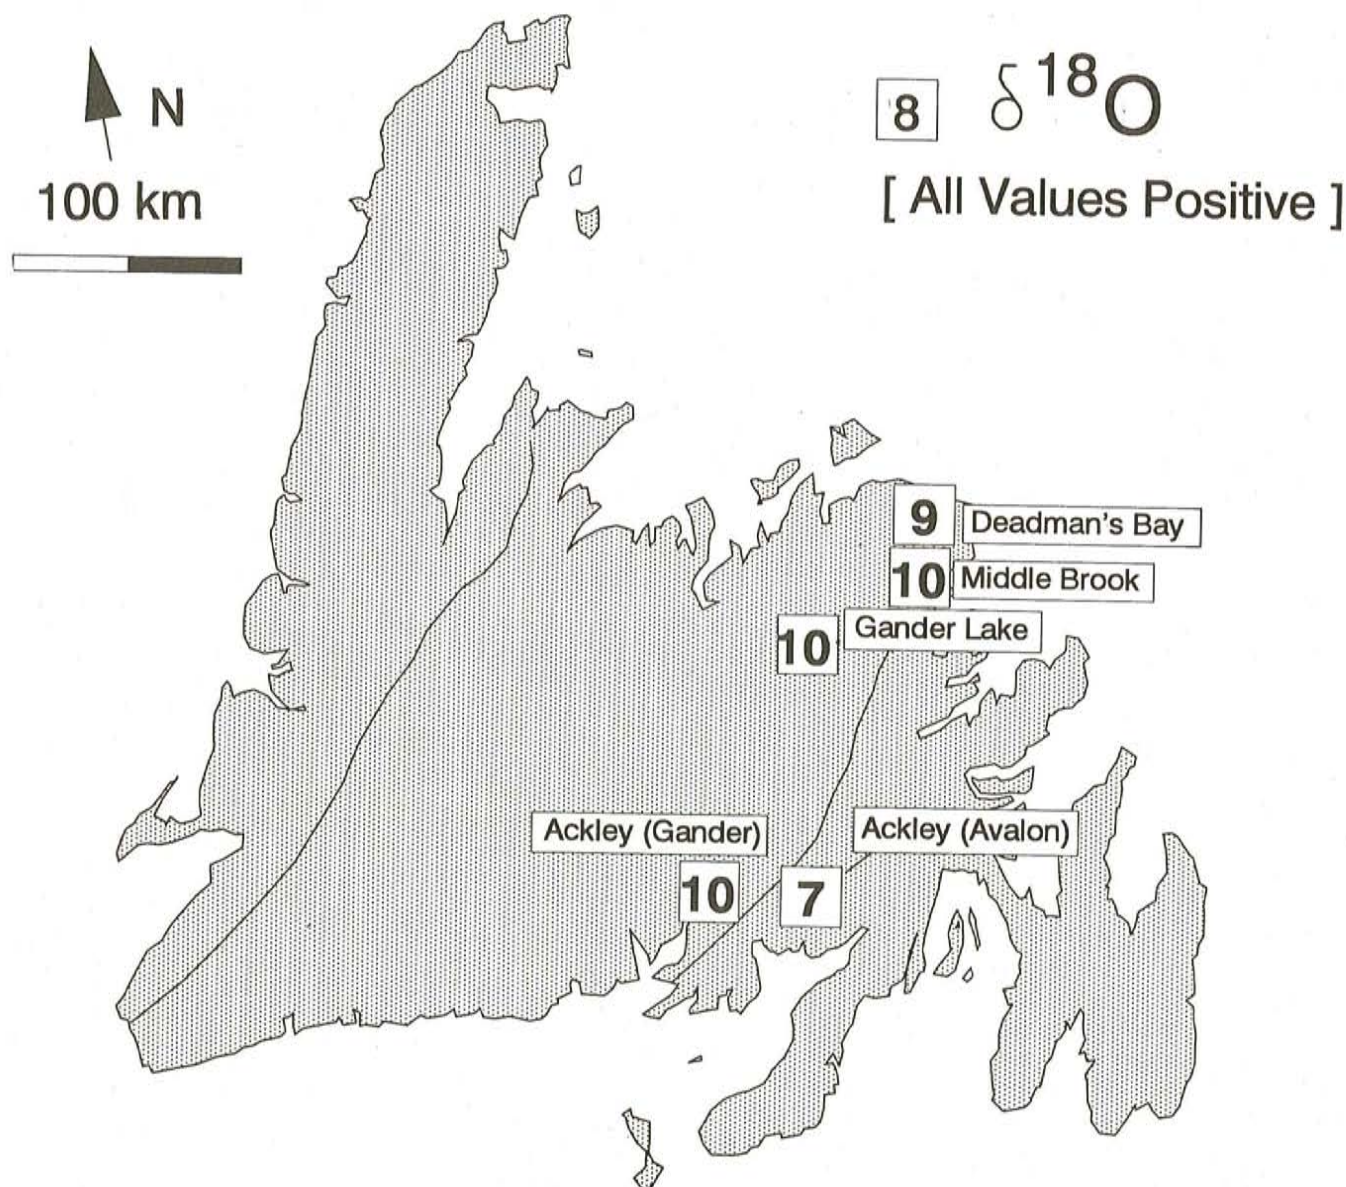 N
100 km
8 δ 18O
[ All Values Positive ]
9 Deadman's Bay
10 Middle Brook
10 Gander Lake
Ackley (Gander)
Ackley (Avalon)
10
7